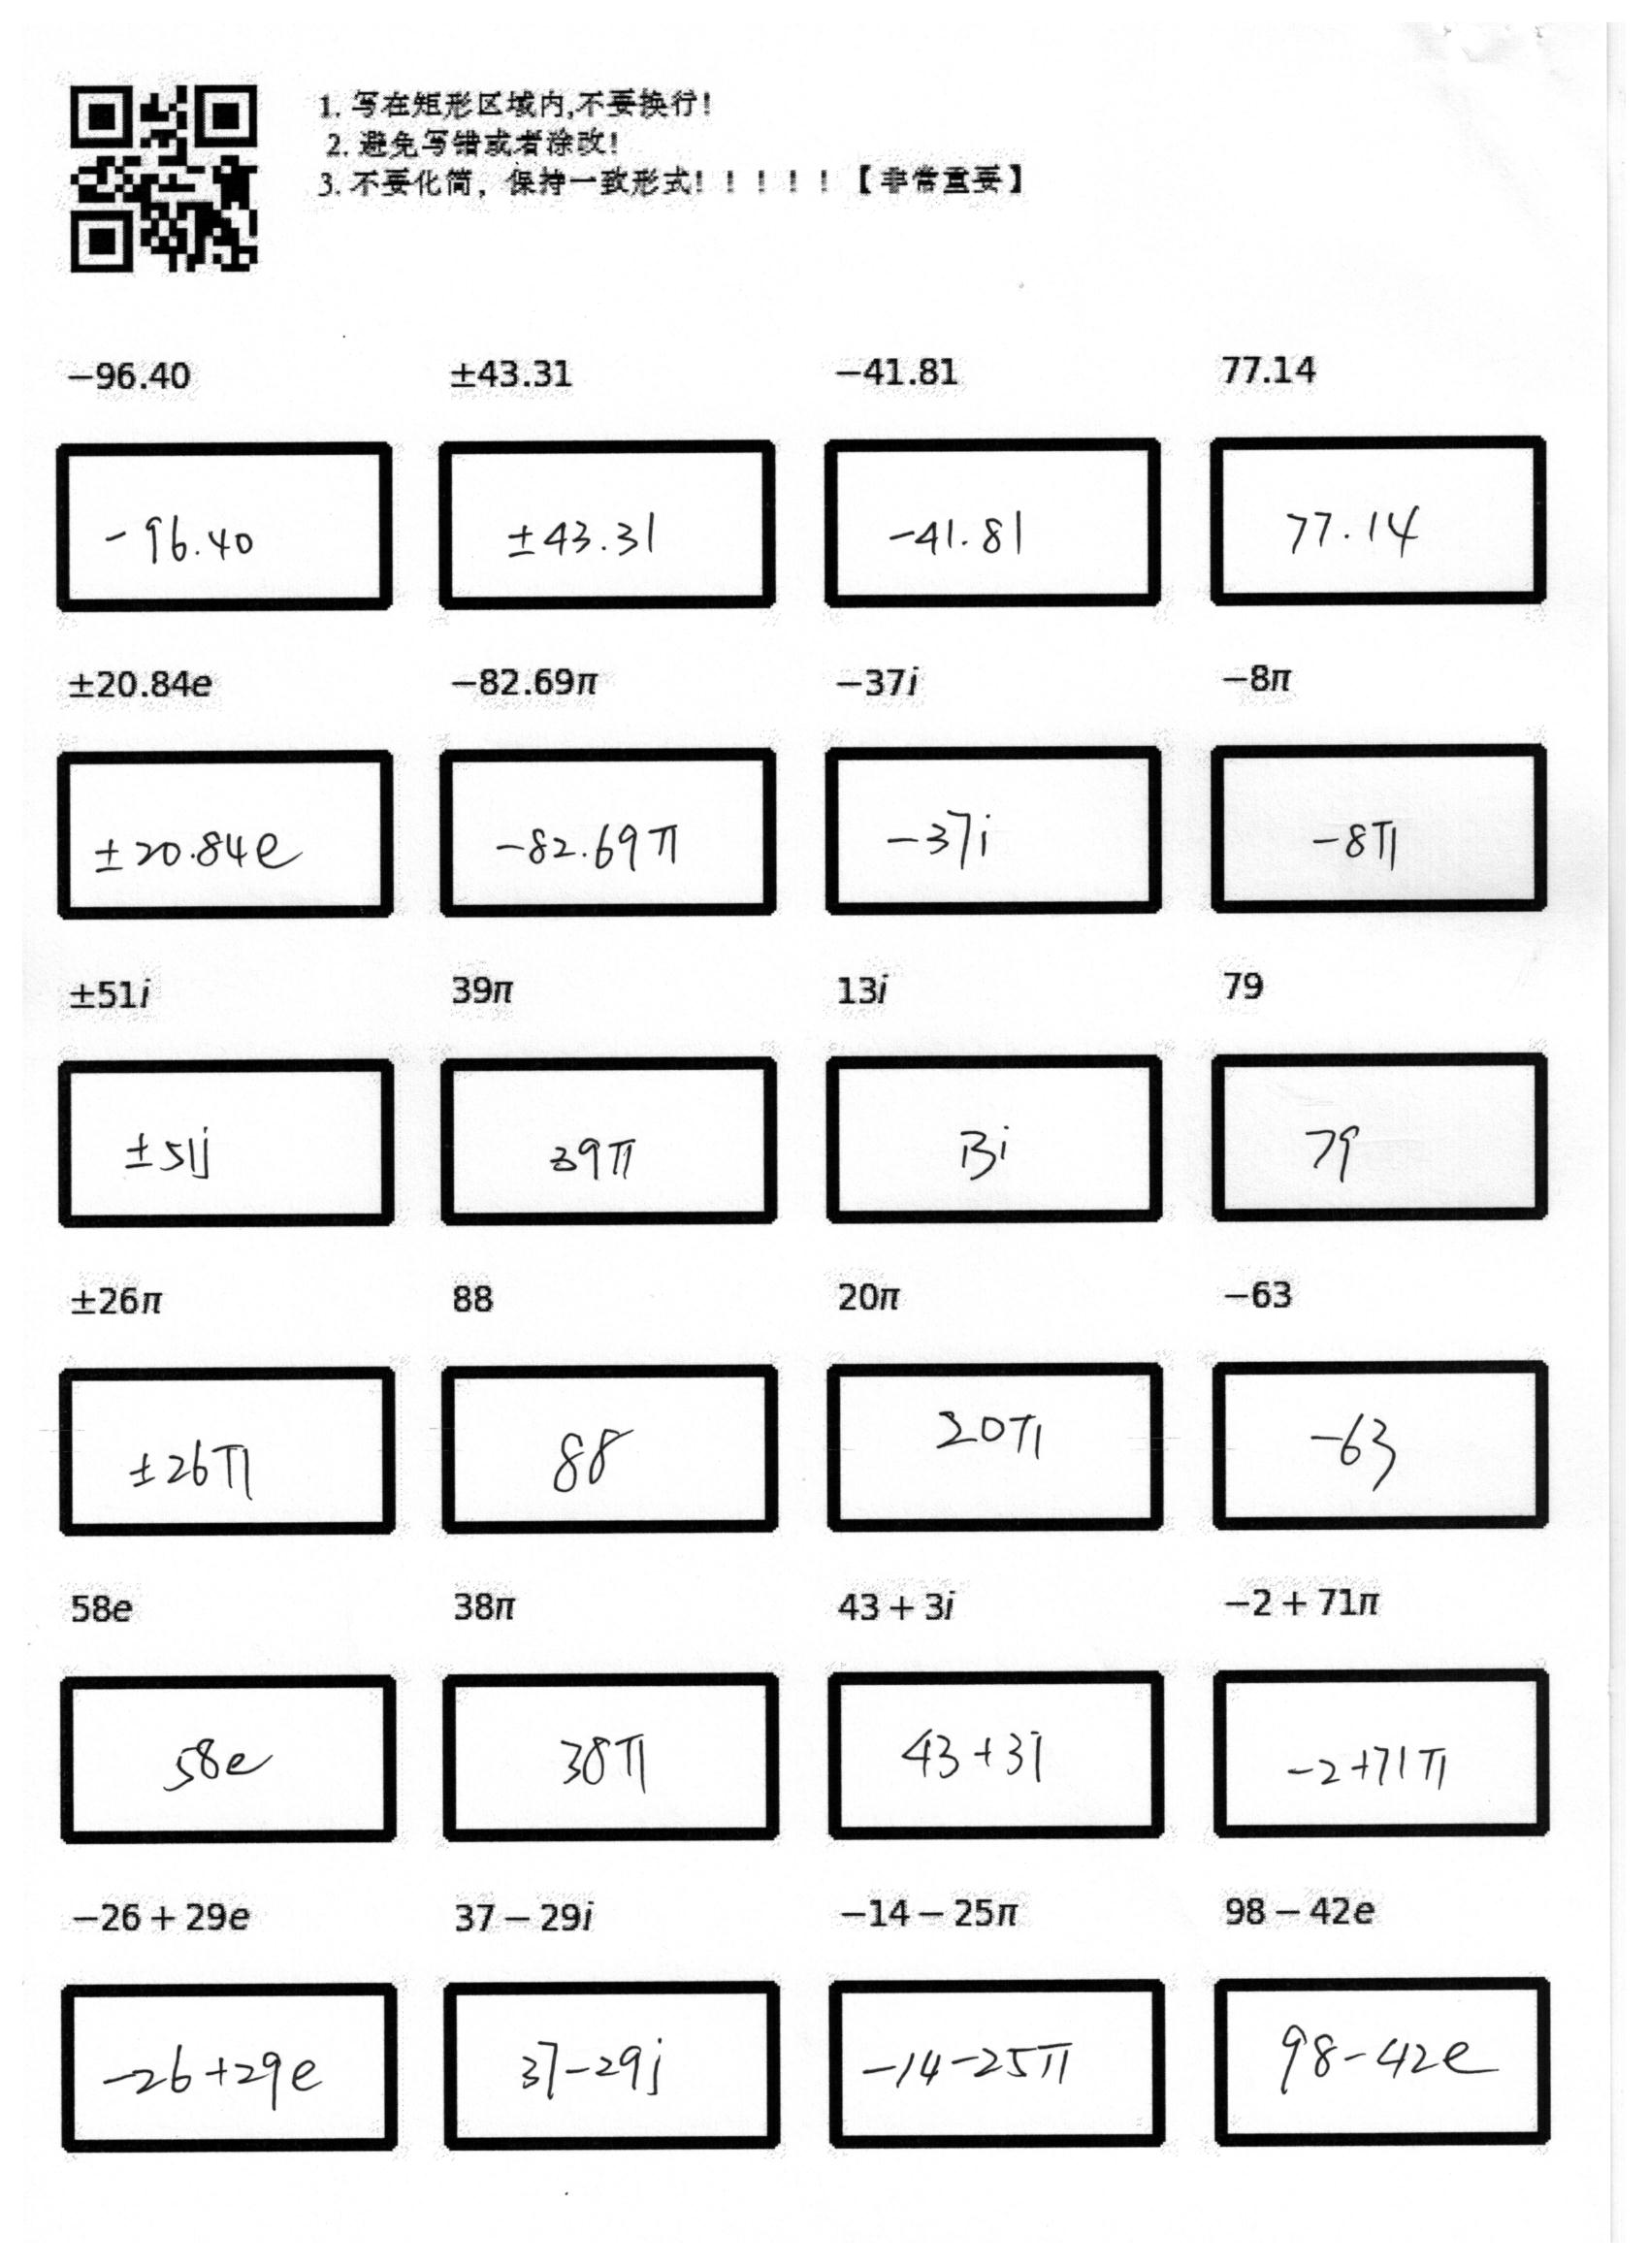 1. 写在矩形区域内,不要换行!
2. 避免写错或者涂改!
3. 不要化简，保持一致形式! ! ! ! !【非常重要】
−96.40 ±43.31 −41.81 77.14
-96.40 ±43.31 -41.81 77.14
±20.84e −82.69π −37i −8π
±20.84e -82.69π -37i -8π
±51i 39π 13i 79
±51j 39π 13i 79
±26π 88 20π −63
±26π 88 20π -63
58e 38π 43 + 3i −2 + 71π
58e 38π 43+3i -2+71π
−26 + 29e 37 − 29i −14 − 25π 98 − 42e
-26+29e 37-29j -14-25π 98-42e